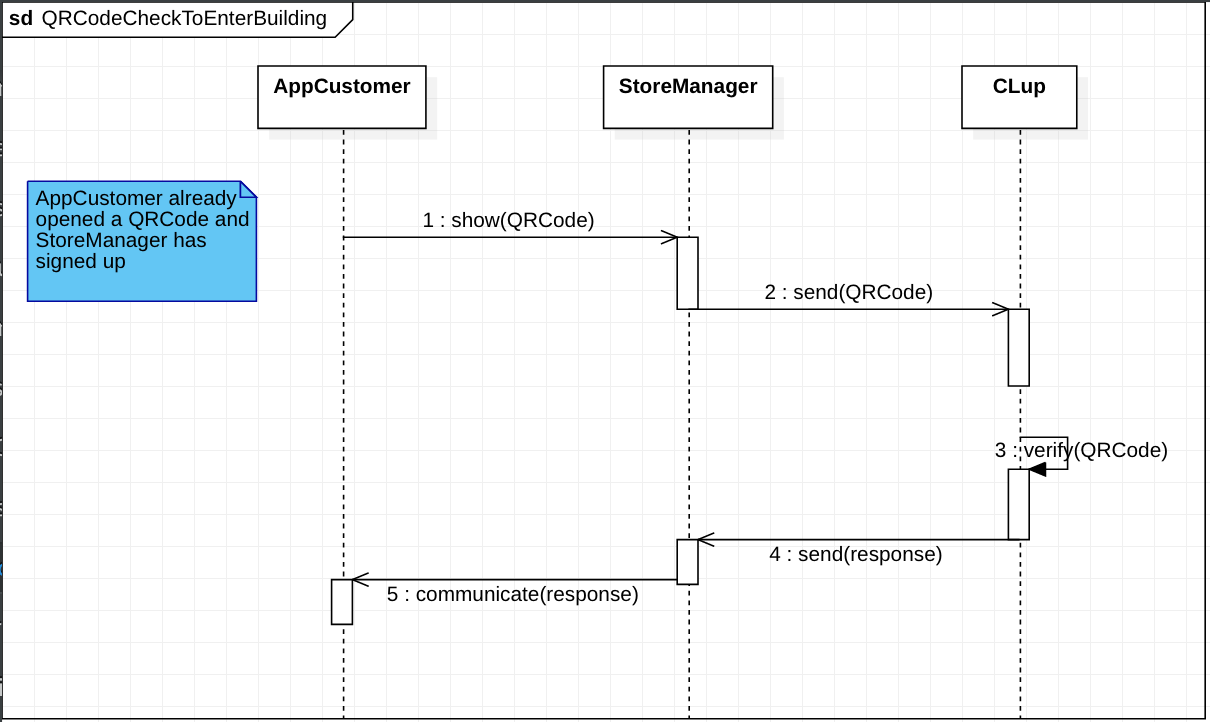 sd QRCodeCheckToEnterBuilding
AppCustomer
StoreManager
CLup
AppCustomer already
opened a QRCode and
StoreManager has
signed up
1 : show(QRCode)
2 : send(QRCode)
3 : verify(QRCode)
4 : send(response)
5 : communicate(response)